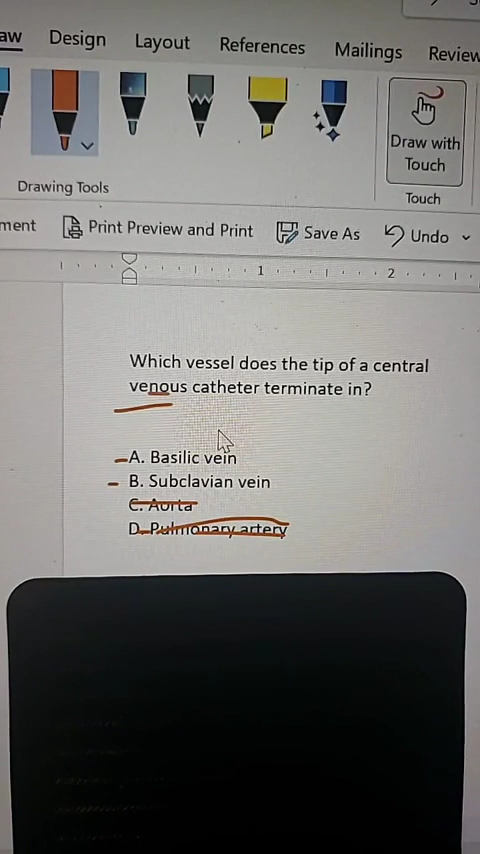 aw Design Layout References Mailings Review
Draw with
Touch
Drawing Tools
Touch
ment Print Preview and Print Save As Undo
1 2
Which vessel does the tip of a central
venous catheter terminate in?
A. Basilic vein
B. Subclavian vein
C. Aorta
D. Pulmonary artery